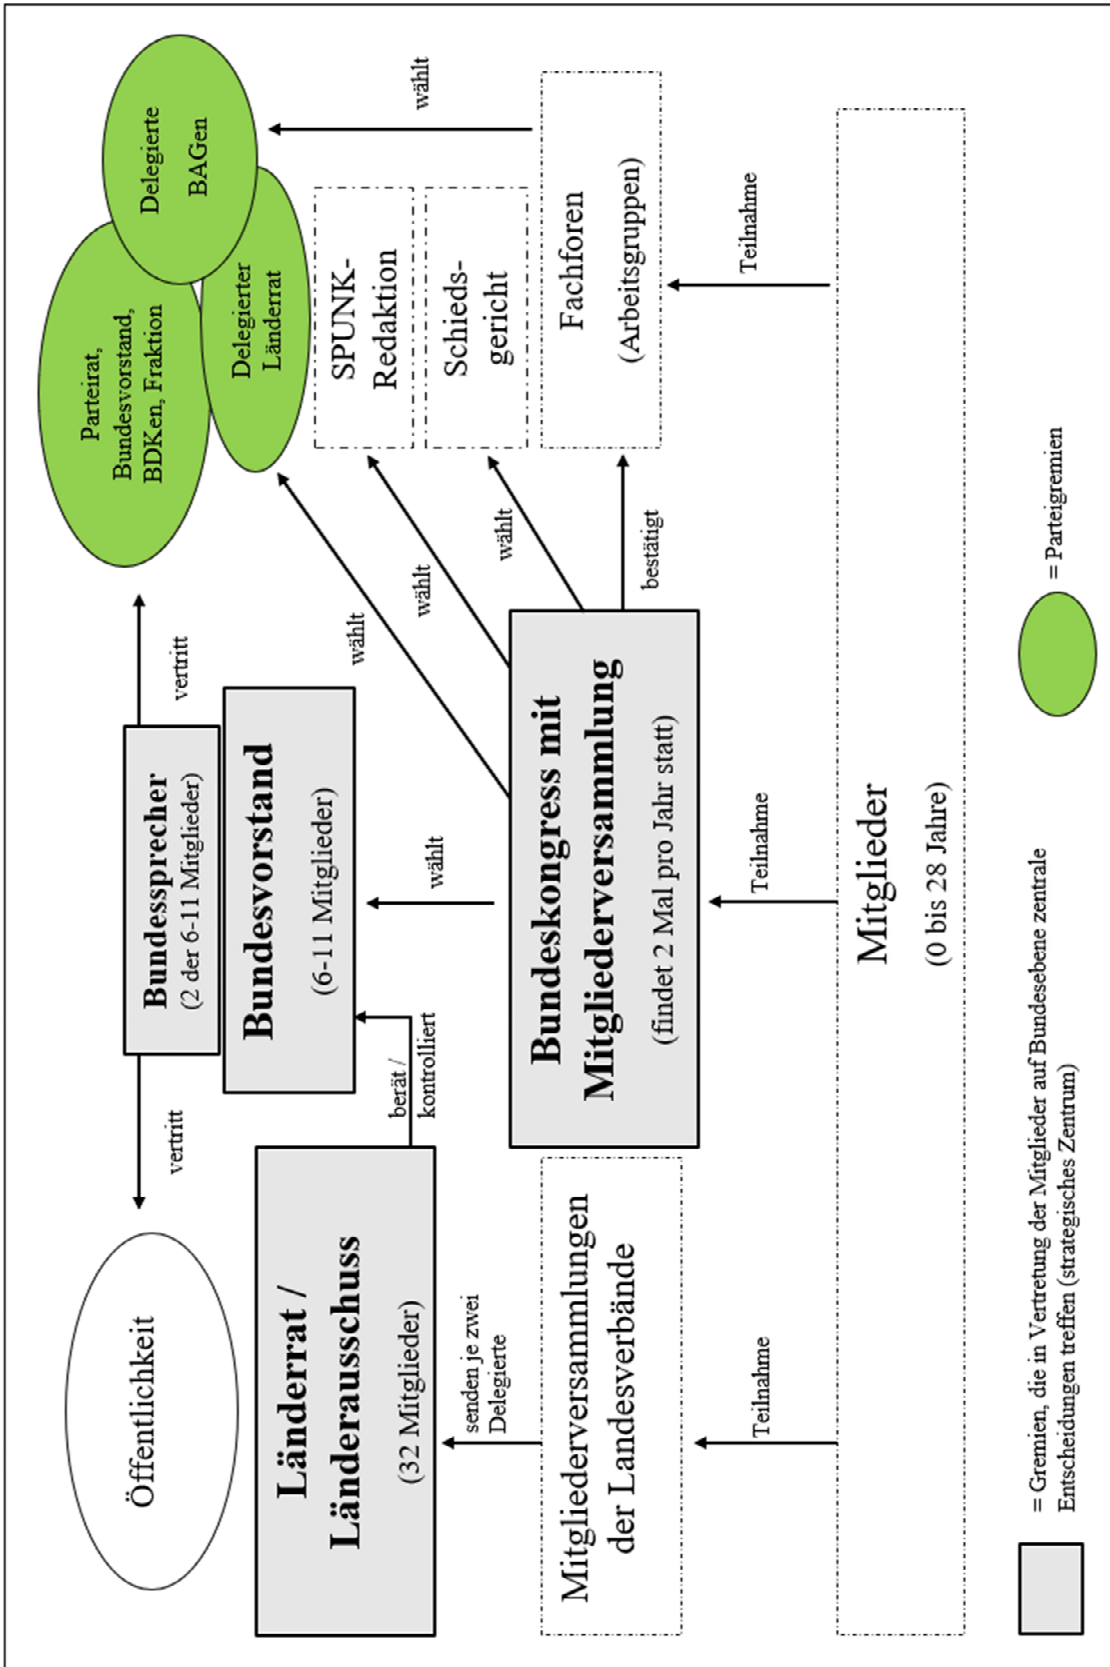 Öffentlichkeit
vertritt
Bundessprecher
(2 der 6-11 Mitglieder)
vertritt
Parteirat,
Bundesvorstand,
BDKen, Fraktion
Delegierte
BAGen
Delegierter
Länderrat
Länderrat /
Länderausschuss
(32 Mitglieder)
berät /
kontrolliert
Bundesvorstand
(6-11 Mitglieder)
wählt
wählt
wählt
wählt
SPUNK-
Redaktion
Schieds-
gericht
wählt
senden je zwei
Delegierte
Mitgliederversammlungen
der Landesverbände
Bundeskongress mit
Mitgliederversammlung
(findet 2 Mal pro Jahr statt)
bestätigt
Fachforen
(Arbeitsgruppen)
Teilnahme
Teilnahme
Teilnahme
Mitglieder
(0 bis 28 Jahre)
= Gremien, die in Vertretung der Mitglieder auf Bundesebene zentrale
Entscheidungen treffen (strategisches Zentrum)
= Parteigremien